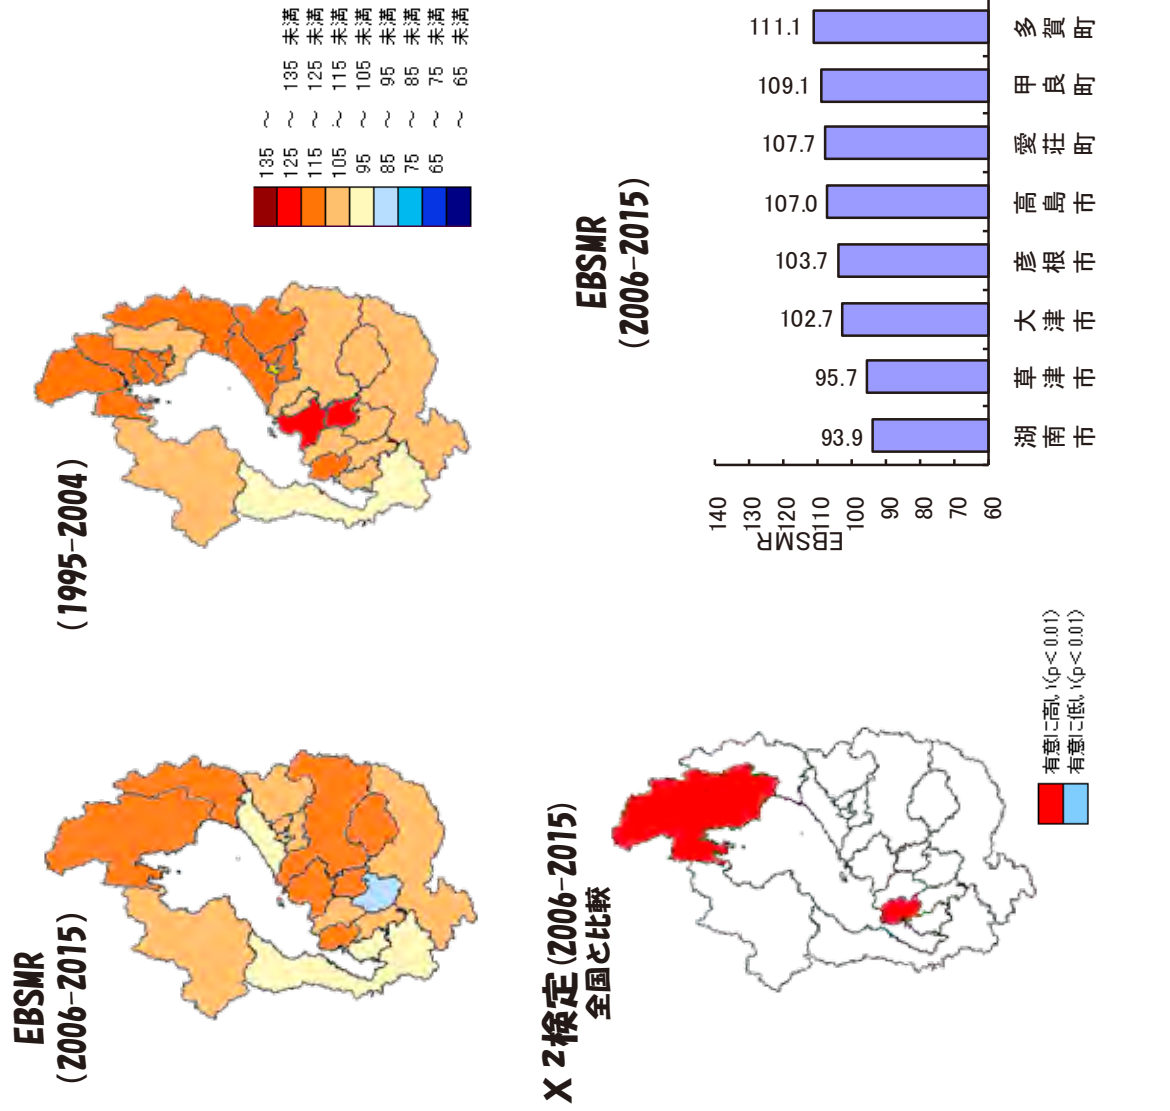 EBSMR
(2006-2015)
(1995-2004)
135 ～
125 ～ 135 未満
115 ～ 125 未満
105 ～ 115 未満
95 ～ 105 未満
85 ～ 95 未満
75 ～ 85 未満
65 ～ 75 未満
～ 65 未満
X²検定(2006-2015)
全国と比較
有意に高い(p<0.01)
有意に低い(p<0.01)
EBSMR
(2006-2015)
EBSMR
140
130
120
110
100
90
80
70
60
93.9
95.7
102.7
103.7
107.0
107.7
109.1
111.1
湖南市
草津市
大津市
彦根市
高島市
愛荘町
甲良町
多賀町